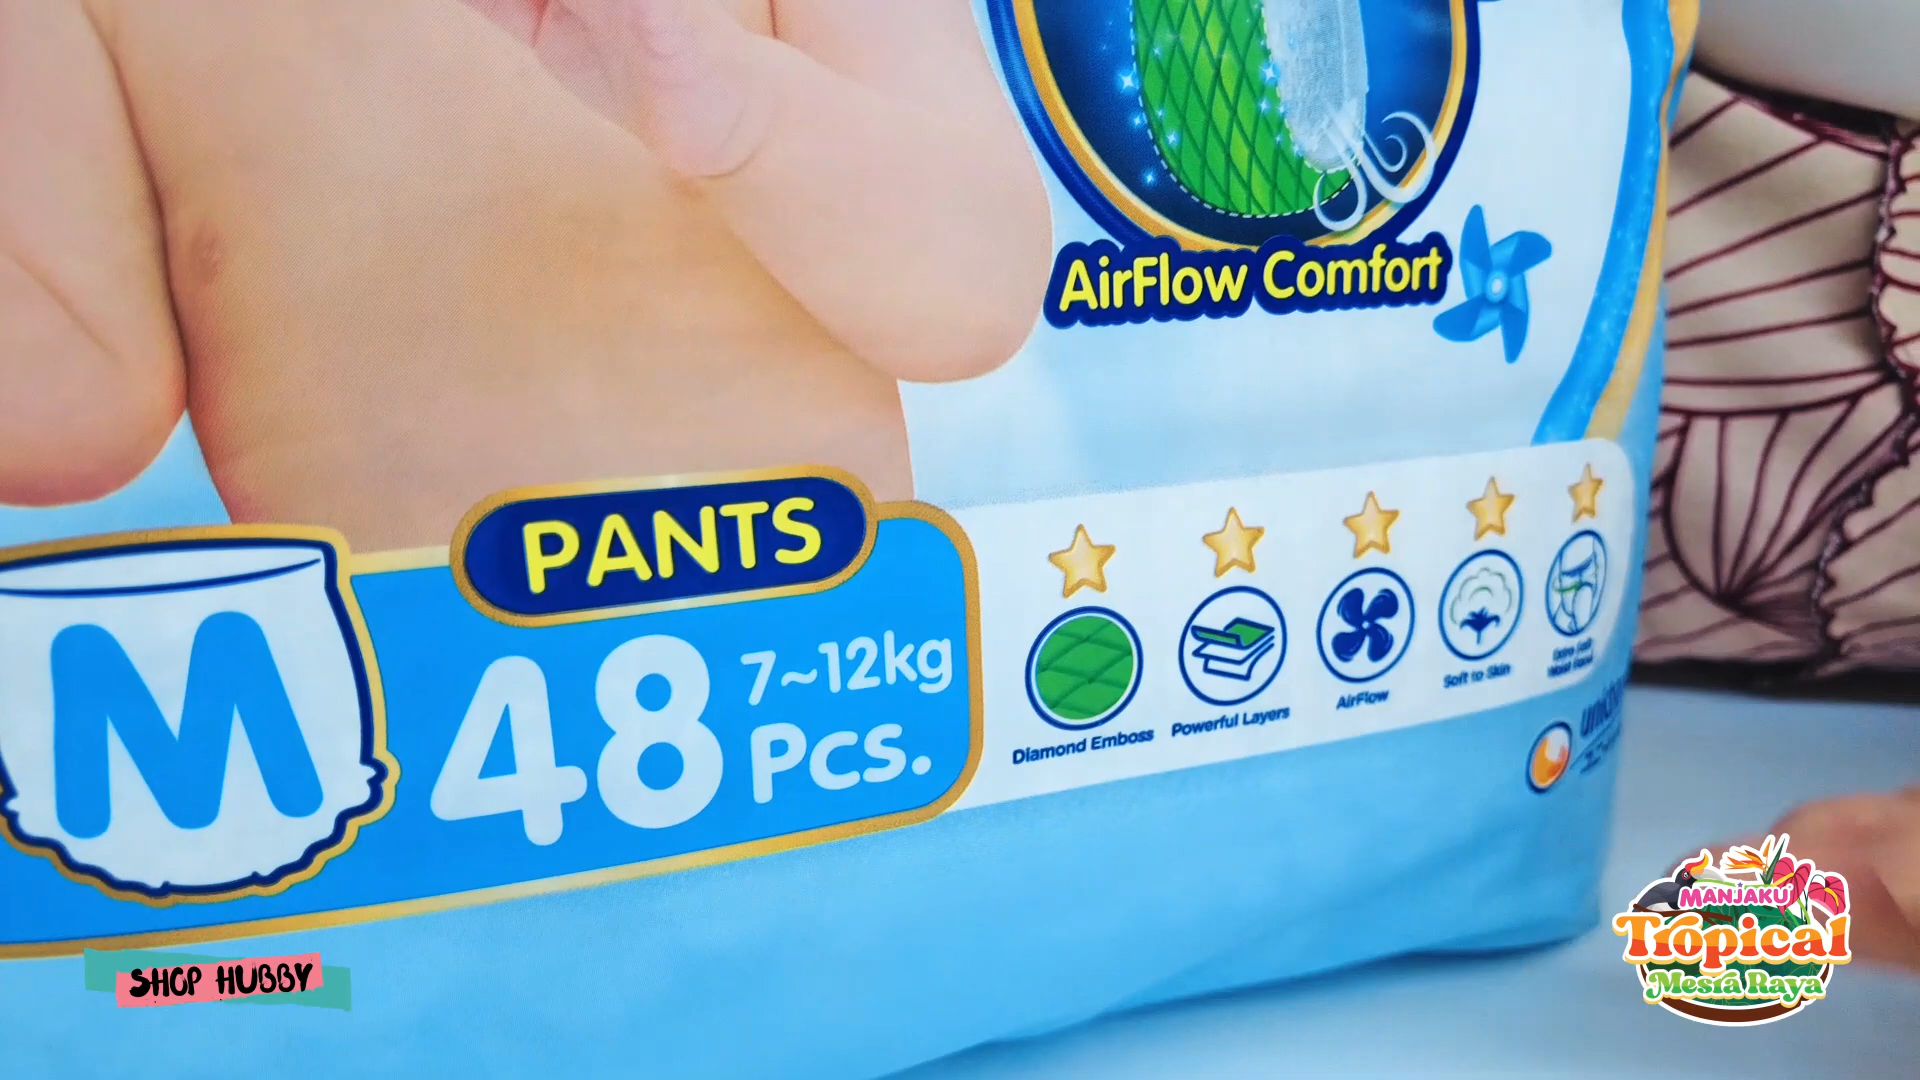 AirFlow Comfort
PANTS
M
48
7~12kg
PCS.
Diamond Emboss
Powerful Layers
AirFlow
Soft to Skin
SHOP HUBBY
MANJAKU
Tropical
Mesra Raya